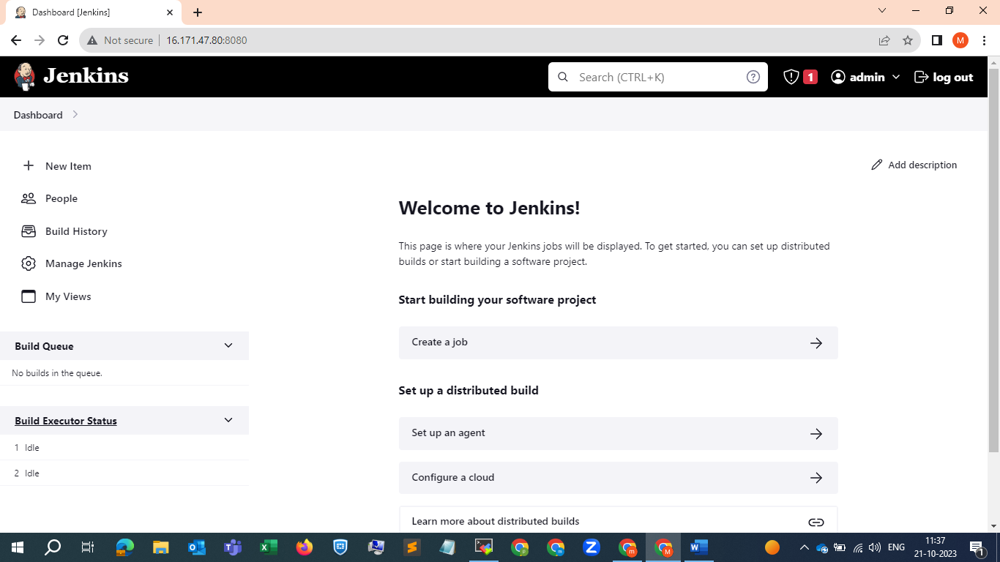 Dashboard [Jenkins]
Not secure 16.171.47.80:8080
M
Jenkins
Search (CTRL+K)
1
admin
log out
Dashboard
New Item
People
Build History
Manage Jenkins
My Views
Build Queue
No builds in the queue.
Build Executor Status
1 Idle
2 Idle
Add description
Welcome to Jenkins!
This page is where your Jenkins jobs will be displayed. To get started, you can set up distributed
builds or start building a software project.
Start building your software project
Create a job
Set up a distributed build
Set up an agent
Configure a cloud
Learn more about distributed builds
ENG
11:37
21-10-2023
1